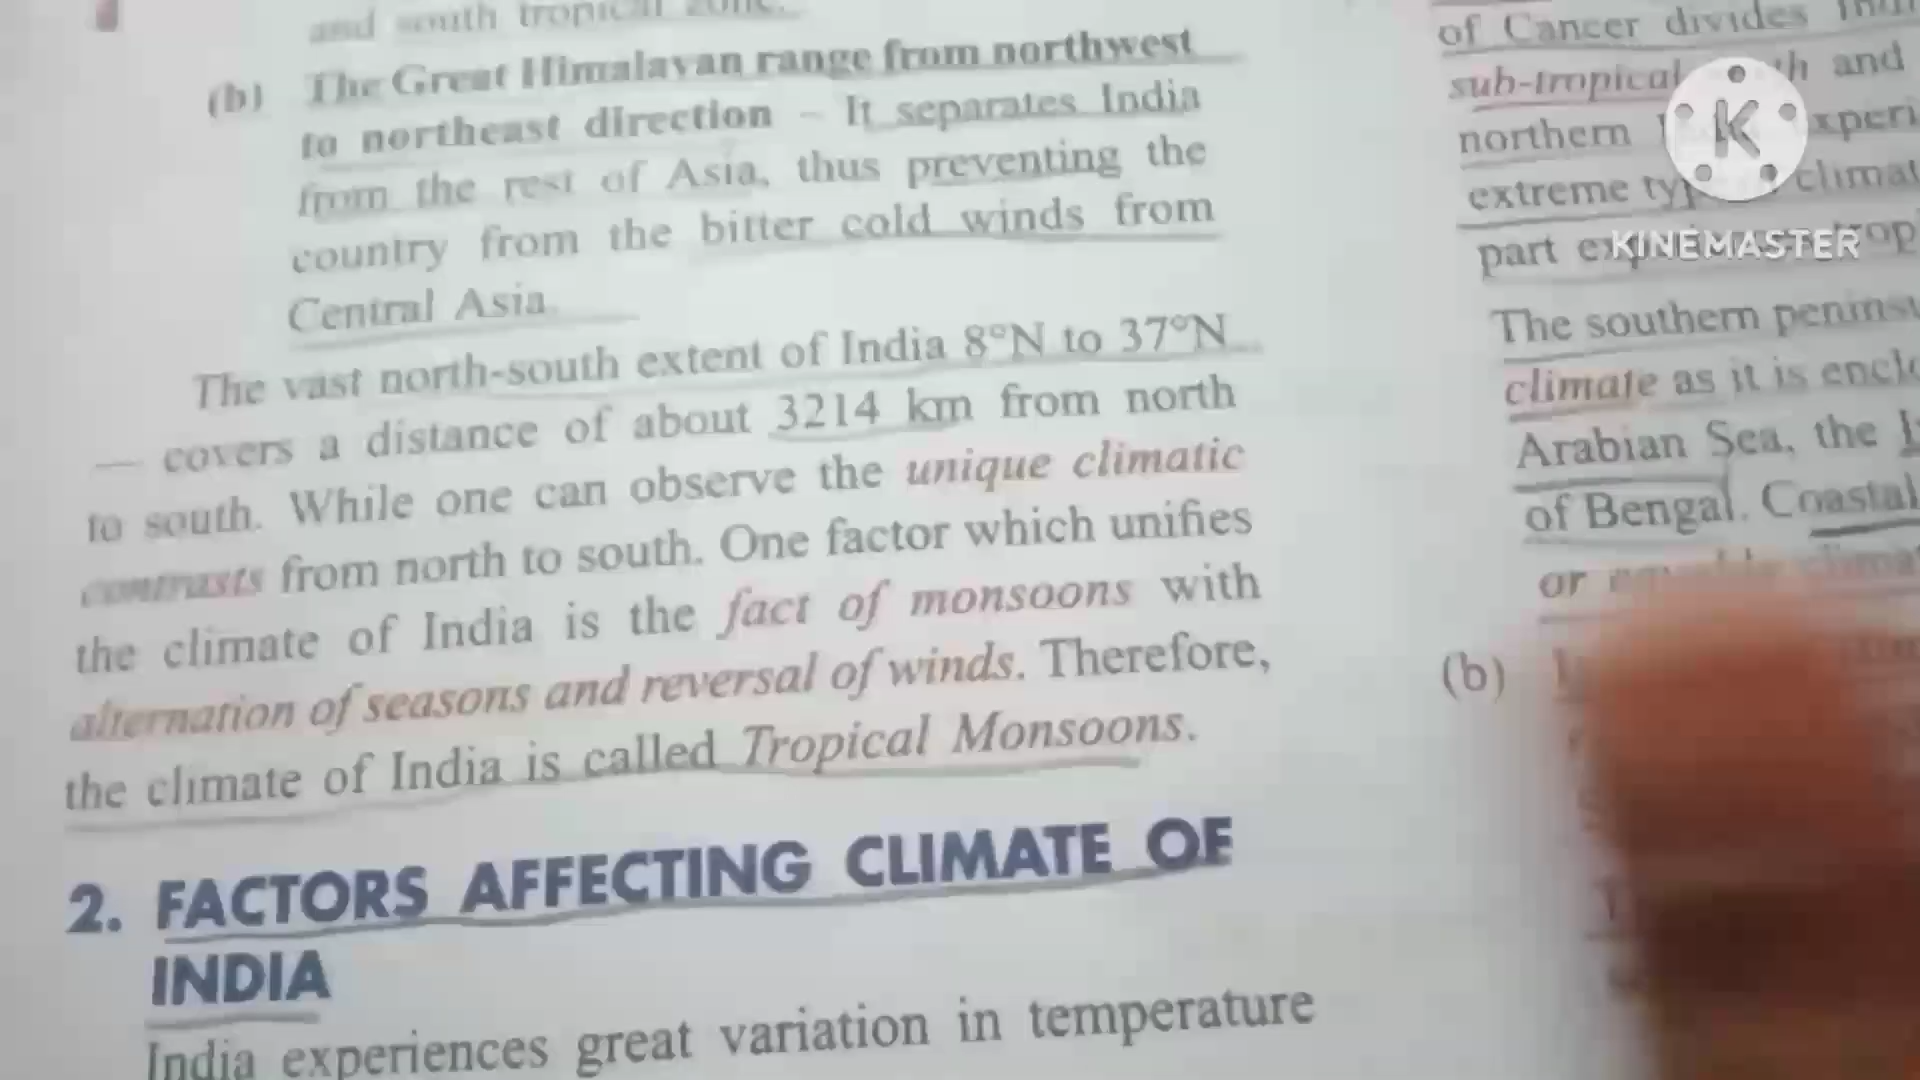 and south tropical zone.
(b) The Great Himalayan range from northwest
to northeast direction – It separates India
from the rest of Asia, thus preventing the
country from the bitter cold winds from
Central Asia.
The vast north-south extent of India 8°N to 37°N
— covers a distance of about 3214 km from north
to south. While one can observe the unique climatic
contrasts from north to south. One factor which unifies
the climate of India is the fact of monsoons with
alternation of seasons and reversal of winds. Therefore,
the climate of India is called Tropical Monsoons.
2. FACTORS AFFECTING CLIMATE OF
INDIA
India experiences great variation in temperature
of Cancer divides
sub-tropical and
northern
extreme climat
part
The southern penins
climate as it is encl
Arabian Sea, the
of Bengal. Coastal
or
(b)
K
KINEMASTER